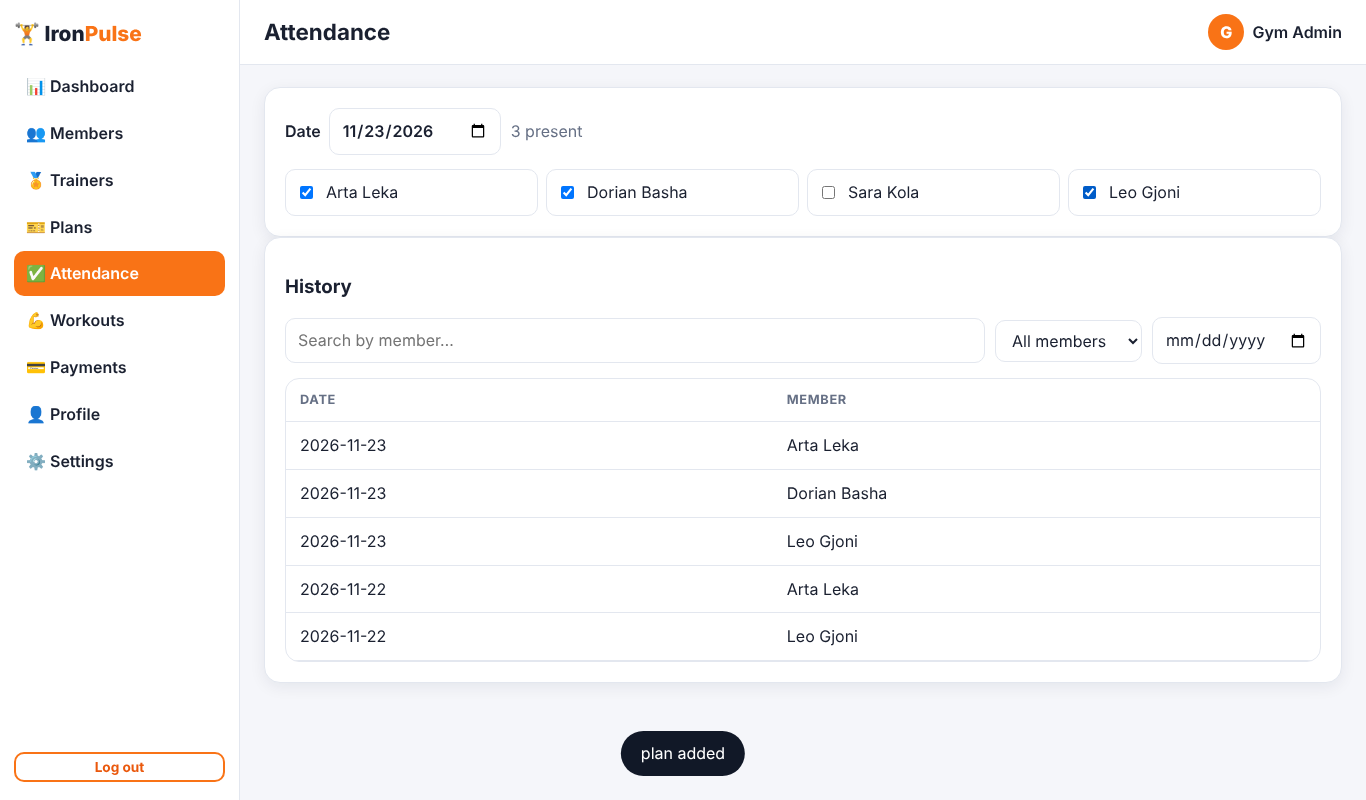 IronPulse
Dashboard
Members
Trainers
Plans
Attendance
Workouts
Payments
Profile
Settings
Log out
Attendance
G Gym Admin
Date 11/23/2026 3 present
Arta Leka Dorian Basha Sara Kola Leo Gjoni
History
Search by member... All members mm/dd/yyyy
DATE MEMBER
2026-11-23 Arta Leka
2026-11-23 Dorian Basha
2026-11-23 Leo Gjoni
2026-11-22 Arta Leka
2026-11-22 Leo Gjoni
plan added